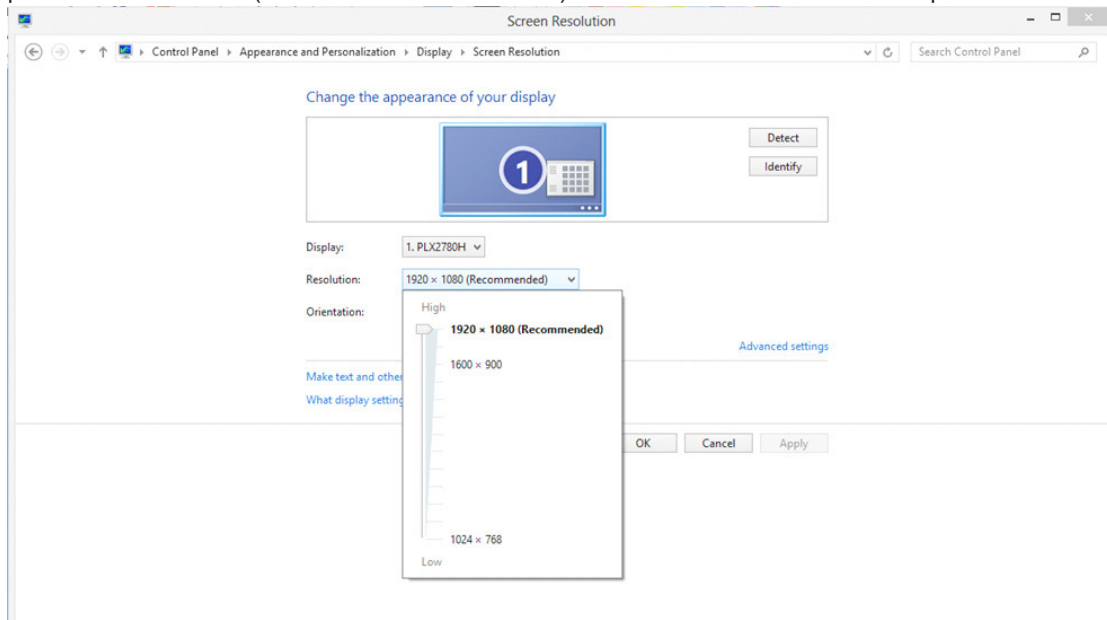 Screen Resolution
Control Panel ▸ Appearance and Personalization ▸ Display ▸ Screen Resolution
Search Control Panel
Change the appearance of your display
1
Detect
Identify
Display: 1. PLX2780H
Resolution: 1920 × 1080 (Recommended)
Orientation:
High
1920 × 1080 (Recommended)
Advanced settings
1600 × 900
Make text and other
What display setting
OK Cancel Apply
1024 × 768
Low